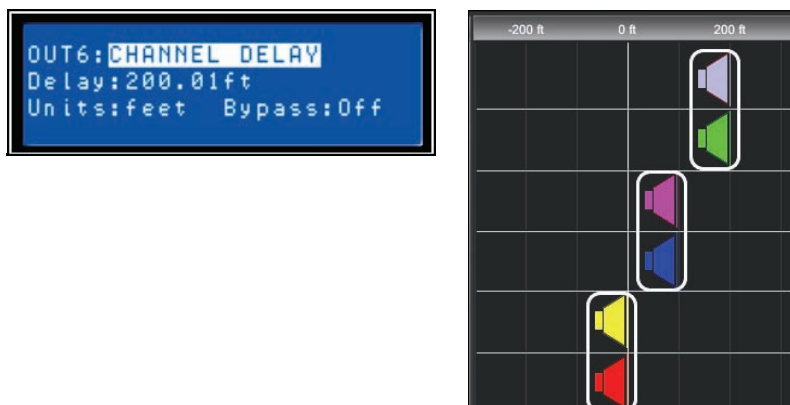 OUT6:CHANNEL DELAY
Delay:200.01ft
Units:feet Bypass:Off
-200 ft 0 ft 200 ft